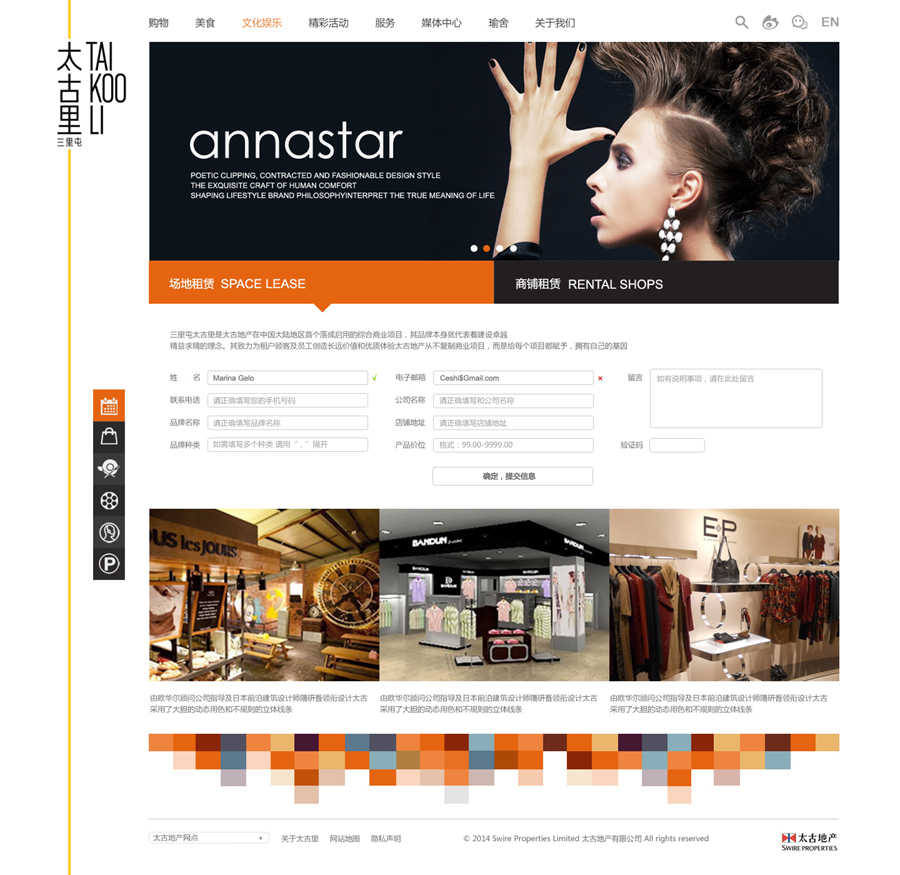 购物 美食 文化娱乐 精彩活动 服务 媒体中心 瑜舍 关于我们 EN
太古里 TAI KOO LI
三里屯
annastar
POETIC CLIPPING, CONTRACTED AND FASHIONABLE DESIGN STYLE
THE EXQUISITE CRAFT OF HUMAN COMFORT
SHAPING LIFESTYLE BRAND PHILOSOPHYINTERPRET THE TRUE MEANING OF LIFE
场地租赁 SPACE LEASE
商铺租赁 RENTAL SHOPS
三里屯太古里是太古地产在中国大陆地区首个落成启用的综合商业项目，其品牌本身就代表着建设卓越
精益求精的理念。其致力为租户顾客及员工创造长远价值和优质体验太古地产从不复制商业项目，而是给每个项目都赋予，拥有自己的基因
姓 名 Marina Gelo √ 电子邮箱 Ceshi$Gmail.com × 留言 如有说明事项，请在此处留言
联系电话 请正确填写您的手机号码 公司名称 请正确填写和公司名称
品牌名称 请正确填写品牌名称 店铺地址 请正确填写店铺地址
品牌种类 如需填写多个种类 请用 “，” 隔开 产品价位 格式：99.00-9999.00 验证码
确定，提交信息
P
OUS les JOURS
BANDUN
BANDUN
BANDUN
E P
由欧华尔顾问公司指导及日本前沿建筑设计师隈研吾领衔设计太古
采用了大胆的动态用色和不规则的立体线条
由欧华尔顾问公司指导及日本前沿建筑设计师隈研吾领衔设计太古
采用了大胆的动态用色和不规则的立体线条
由欧华尔顾问公司指导及日本前沿建筑设计师隈研吾领衔设计太古
采用了大胆的动态用色和不规则的立体线条
太古地产网点 关于太古里 网站地图 隐私声明 © 2014 Swire Properties Limited 太古地产有限公司 All rights reserved
太古地产
SWIRE PROPERTIES